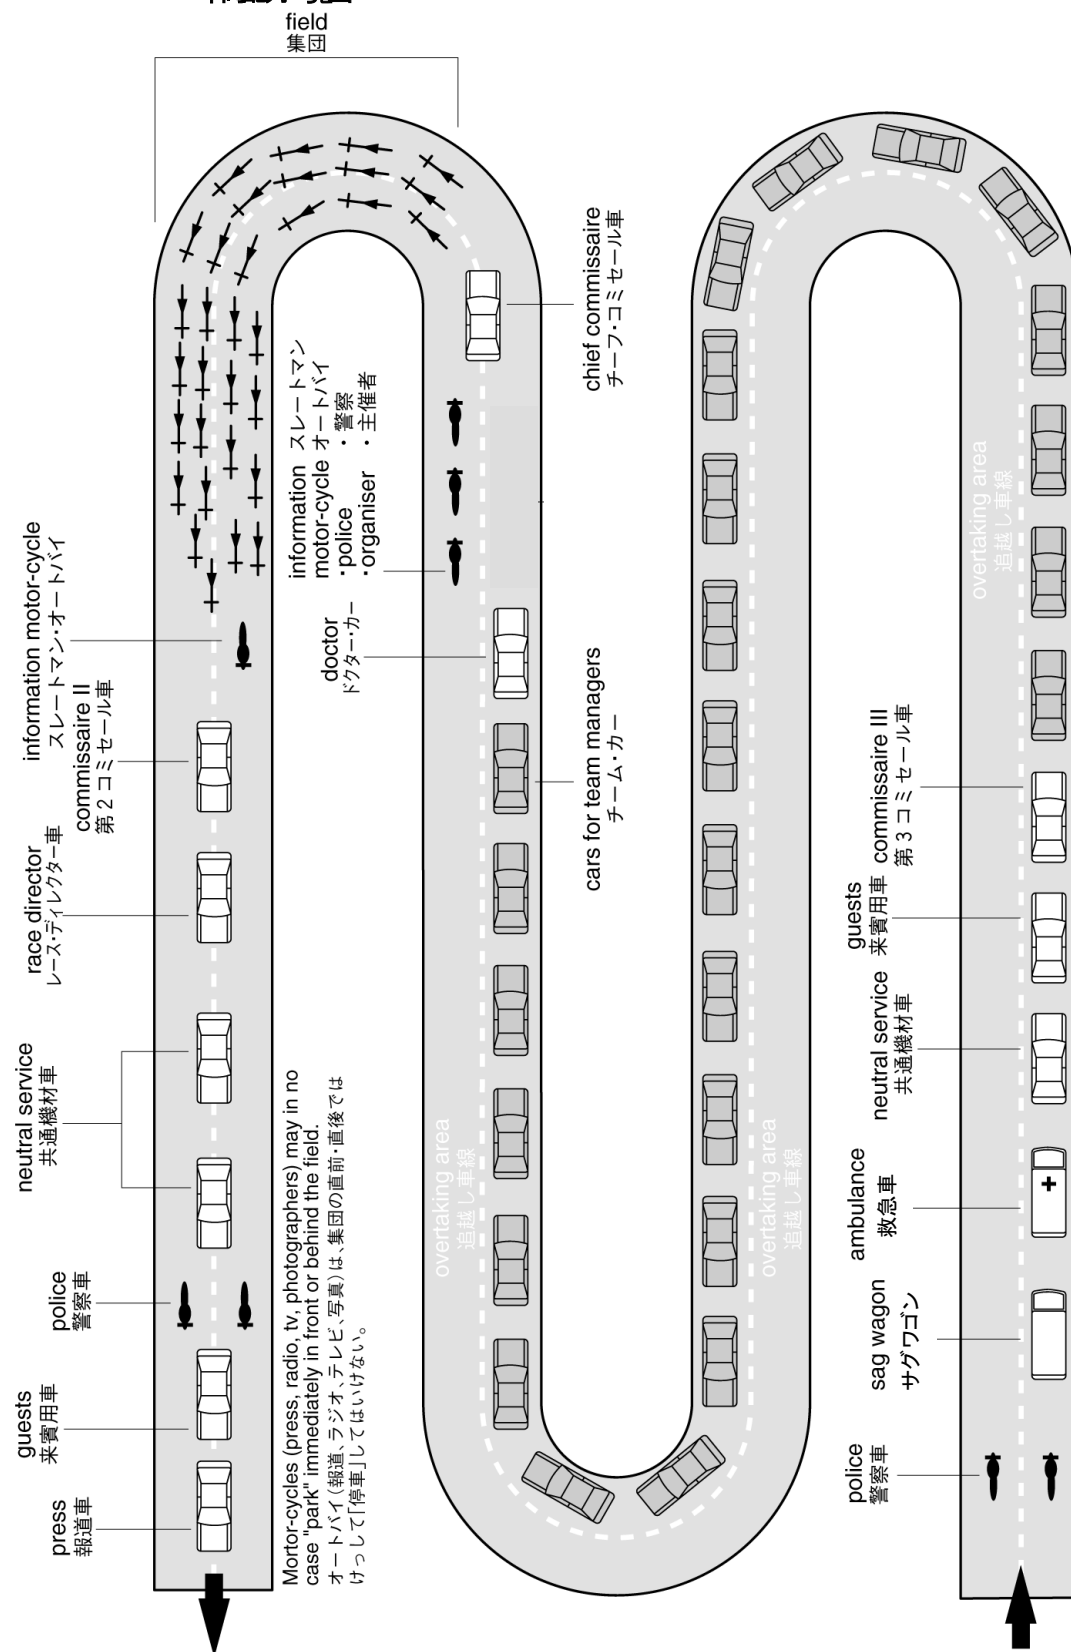 field
集団
information motor-cycle
スレートマン・オートバイ
commissaire II
第2コミセール車
race director
レース・ディレクター車
neutral service
共通機材車
police
警察車
guests
来賓用車
press
報道車
Mortor-cycles (press, radio, tv, photographers) may in no
case "park" immediately in front or behind the field.
オートバイ(報道、ラジオ、テレビ、写真)は、集団の直前・直後では
けっして「停車」してはいけない。
information スレートマン
motor-cycle オートバイ
・police ・警察
・organiser ・主催者
doctor
ドクター・カー
chief commissaire
チーフ・コミセール車
cars for team managers
チーム・カー
overtaking area
追越し車線
overtaking area
追越し車線
overtaking area
追越し車線
commissaire III
第3コミセール車
guests
来賓用車
neutral service
共通機材車
ambulance
救急車
sag wagon
サグワゴン
police
警察車